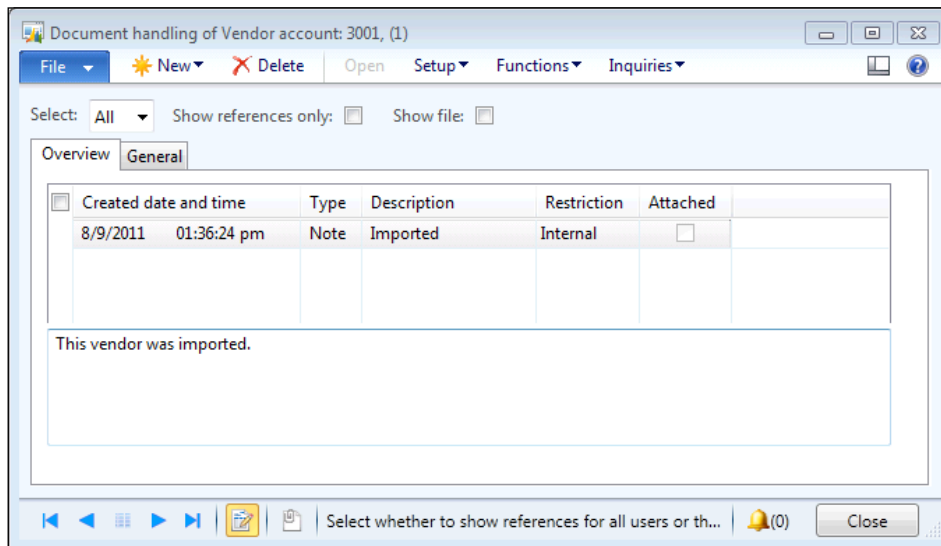 Document handling of Vendor account: 3001, (1)
File New Delete Open Setup Functions Inquiries
Select: All Show references only: Show file:
Overview General
Created date and time Type Description Restriction Attached
8/9/2011 01:36:24 pm Note Imported Internal
This vendor was imported.
Select whether to show references for all users or th... (0) Close